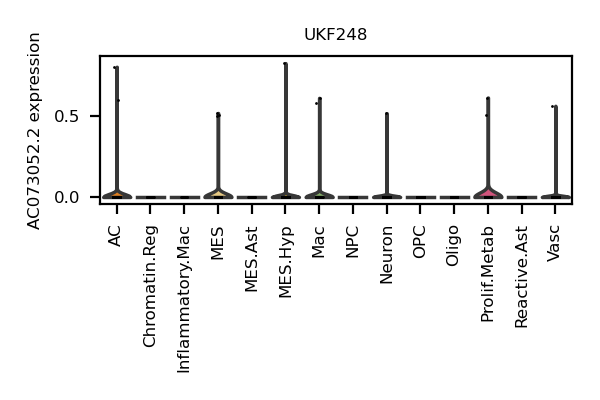 UKF248
AC073052.2 expression
0.5
0.0
AC
Chromatin.Reg
Inflammatory.Mac
MES
MES.Ast
MES.Hyp
Mac
NPC
Neuron
OPC
Oligo
Prolif.Metab
Reactive.Ast
Vasc